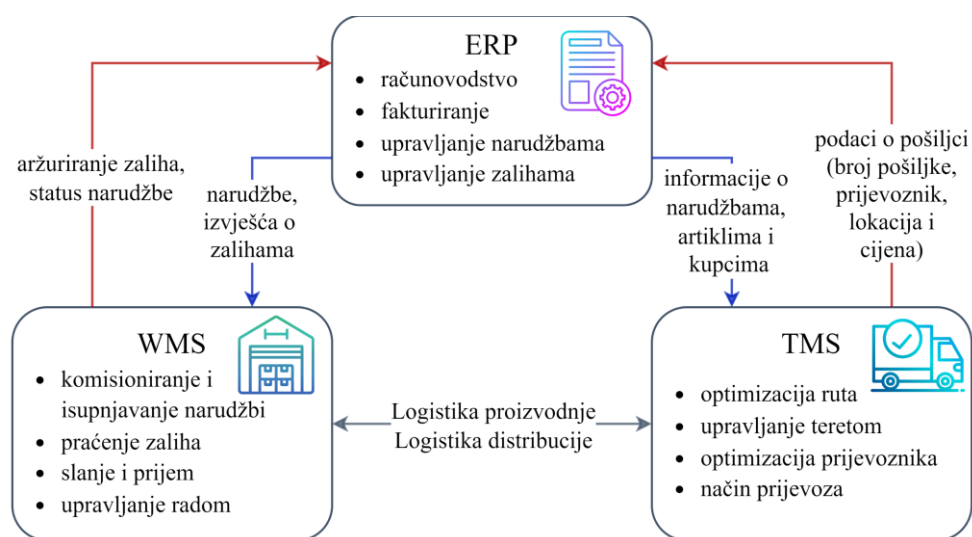 ERP
• računovodstvo
• fakturiranje
• upravljanje narudžbama
• upravljanje zalihama
aržuriranje zaliha,
status narudžbe
narudžbe,
izvješća o
zalihama
informacije o
narudžbama,
artiklima i
kupcima
podaci o pošiljci
(broj pošiljke,
prijevoznik,
lokacija i
cijena)
WMS
• komisioniranje i
isupnjavanje narudžbi
• praćenje zaliha
• slanje i prijem
• upravljanje radom
Logistika proizvodnje
Logistika distribucije
TMS
• optimizacija ruta
• upravljanje teretom
• optimizacija prijevoznika
• način prijevoza